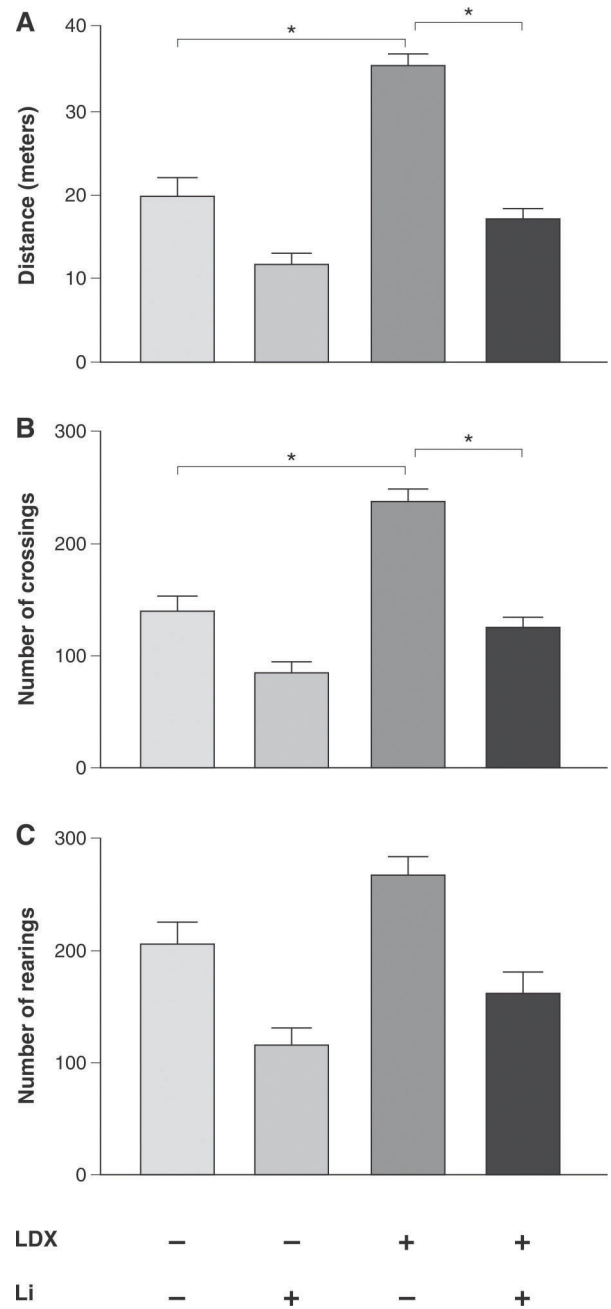 A
*
*
40
30
20
10
0
Distance (meters)
B
*
*
300
200
100
0
Number of crossings
C
300
200
100
0
Number of rearings
LDX – – + +
Li – + – +